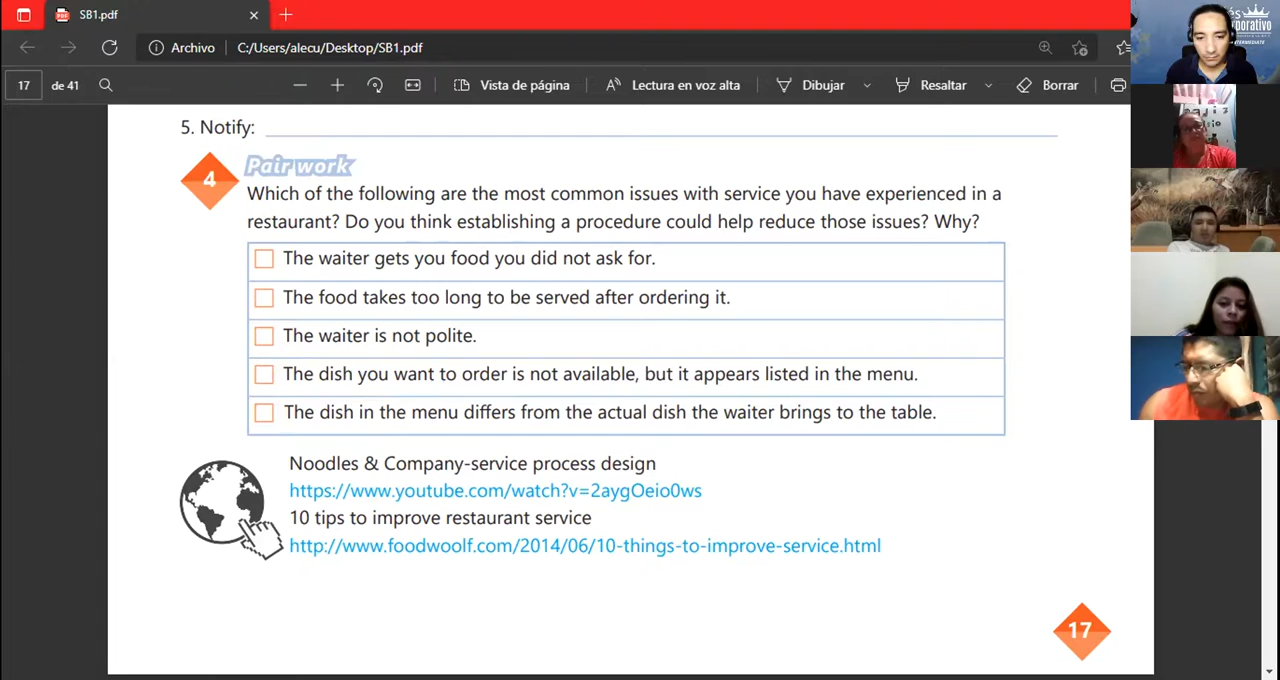 SB1.pdf
Archivo
C:/Users/alecu/Desktop/SB1.pdf
17
de 41
Vista de página
Lectura en voz alta
Dibujar
Resaltar
Borrar
5. Notify:
4
Pair work
Which of the following are the most common issues with service you have experienced in a
restaurant? Do you think establishing a procedure could help reduce those issues? Why?
The waiter gets you food you did not ask for.
The food takes too long to be served after ordering it.
The waiter is not polite.
The dish you want to order is not available, but it appears listed in the menu.
The dish in the menu differs from the actual dish the waiter brings to the table.
Noodles & Company-service process design
https://www.youtube.com/watch?v=2aygOeio0ws
10 tips to improve restaurant service
http://www.foodwoolf.com/2014/06/10-things-to-improve-service.html
17